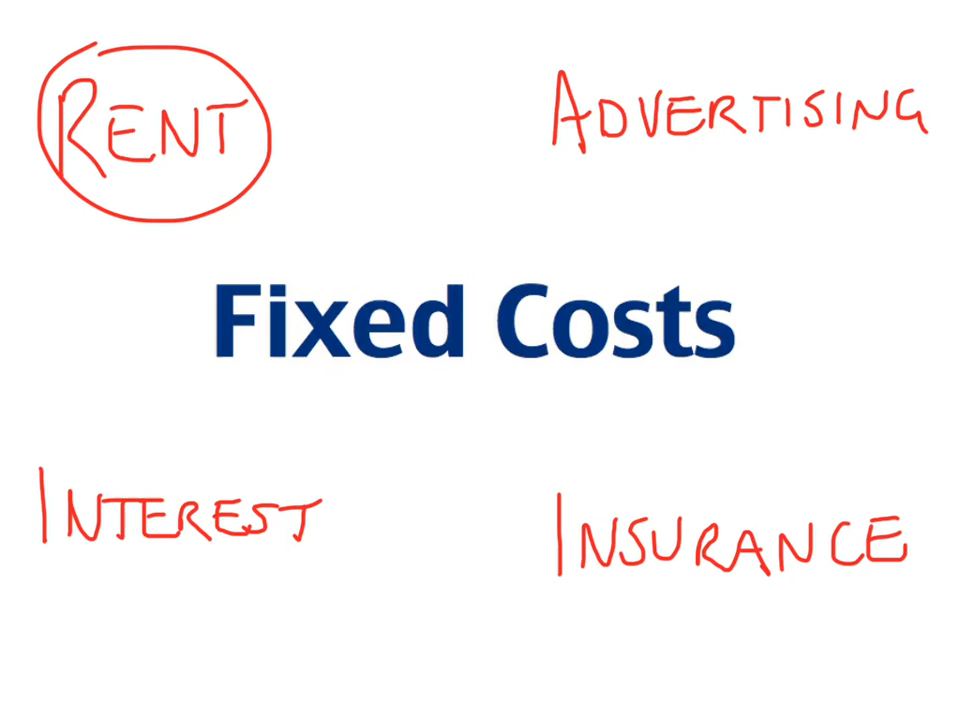 RENT
ADVERTISING
Fixed Costs
INTEREST
INSURANCE